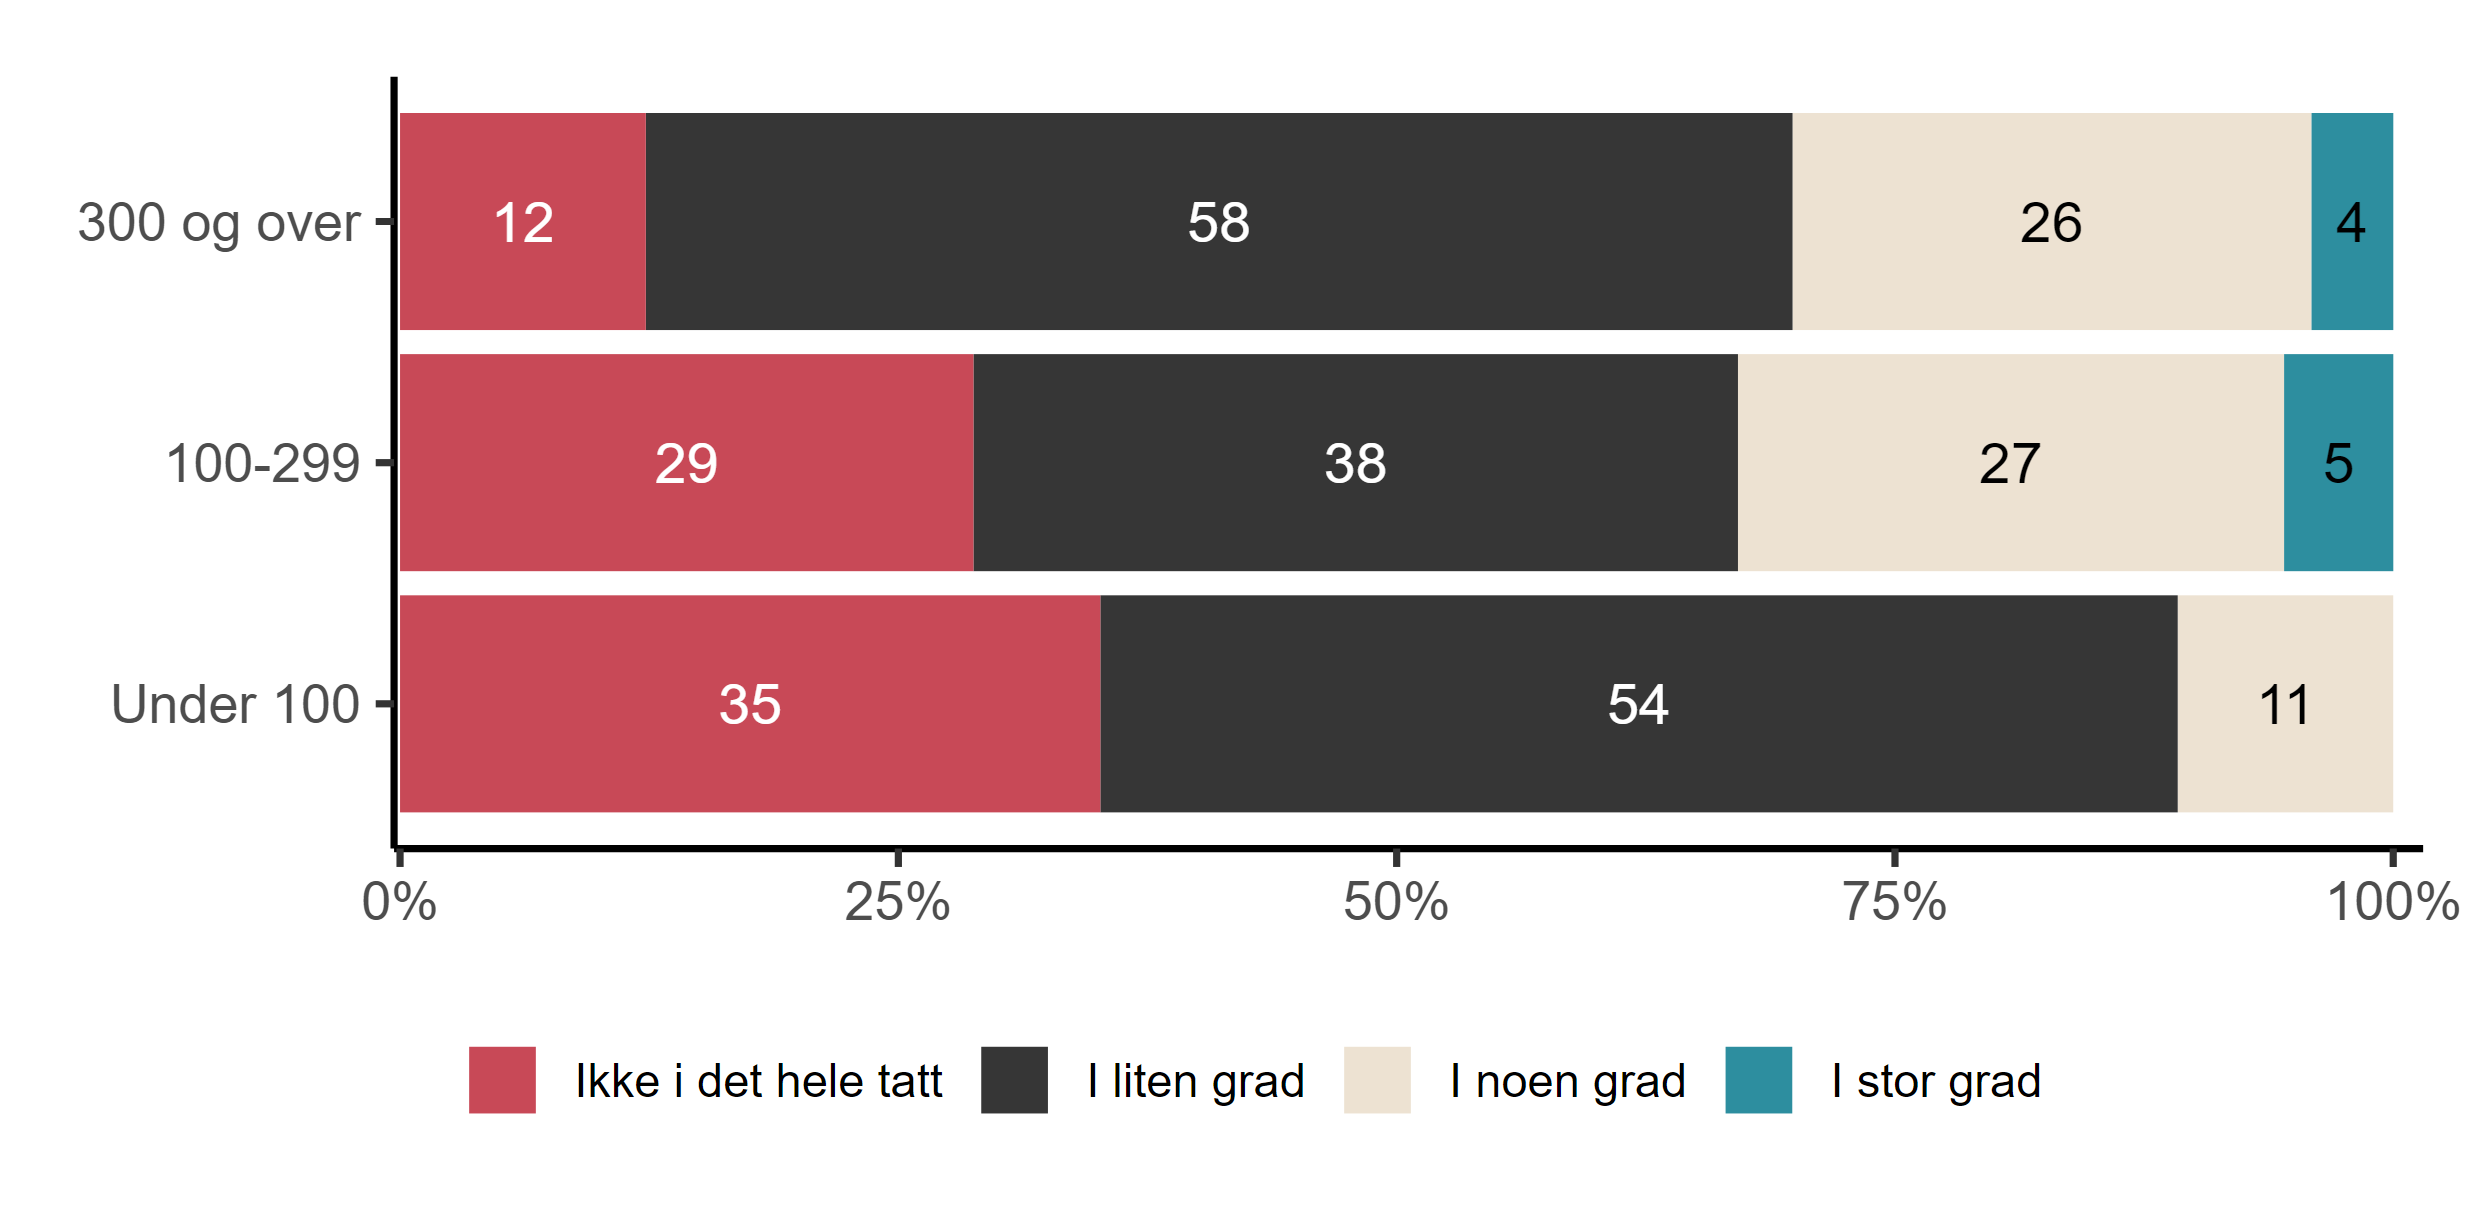 300 og over 12 58 26 4
100-299 29 38 27 5
Under 100 35 54 11
0% 25% 50% 75% 100%
Ikke i det hele tatt I liten grad I noen grad I stor grad